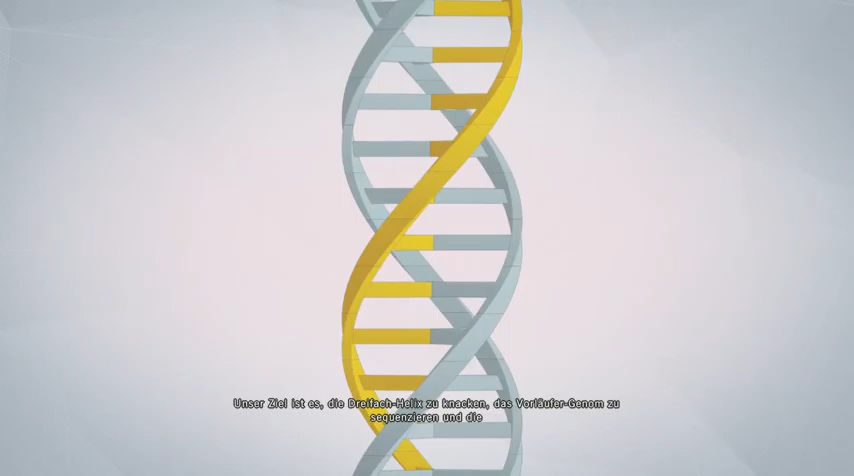 Unser Ziel ist es, die Dreifach-Helix zu knacken, das Vorläufer-Genom zu
sequenzieren und die